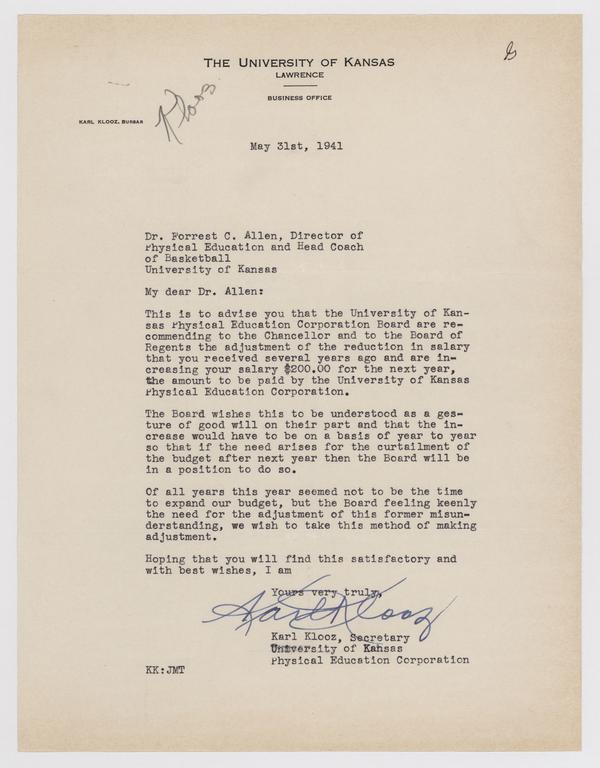 THE UNIVERSITY OF KANSAS
LAWRENCE
BUSINESS OFFICE
KARL KLOOZ, BURSAR
Klooz
May 31st, 1941
Dr. Forrest C. Allen, Director of
Physical Education and Head Coach
of Basketball
University of Kansas
My dear Dr. Allen:
This is to advise you that the University of Kan-
sas Physical Education Corporation Board are re-
commending to the Chancellor and to the Board of
Regents the adjustment of the reduction in salary
that you received several years ago and are in-
creasing your salary $200.00 for the next year,
the amount to be paid by the University of Kansas
Physical Education Corporation.
The Board wishes this to be understood as a ges-
ture of good will on their part and that the in-
crease would have to be on a basis of year to year
so that if the need arises for the curtailment of
the budget after next year then the Board will be
in a position to do so.
Of all years this year seemed not to be the time
to expand our budget, but the Board feeling keenly
the need for the adjustment of this former misun-
derstanding, we wish to take this method of making
adjustment.
Hoping that you will find this satisfactory and
with best wishes, I am
Yours very truly,
Karl Klooz
Karl Klooz, Secretary
University of Kansas
Physical Education Corporation
KK:JMT